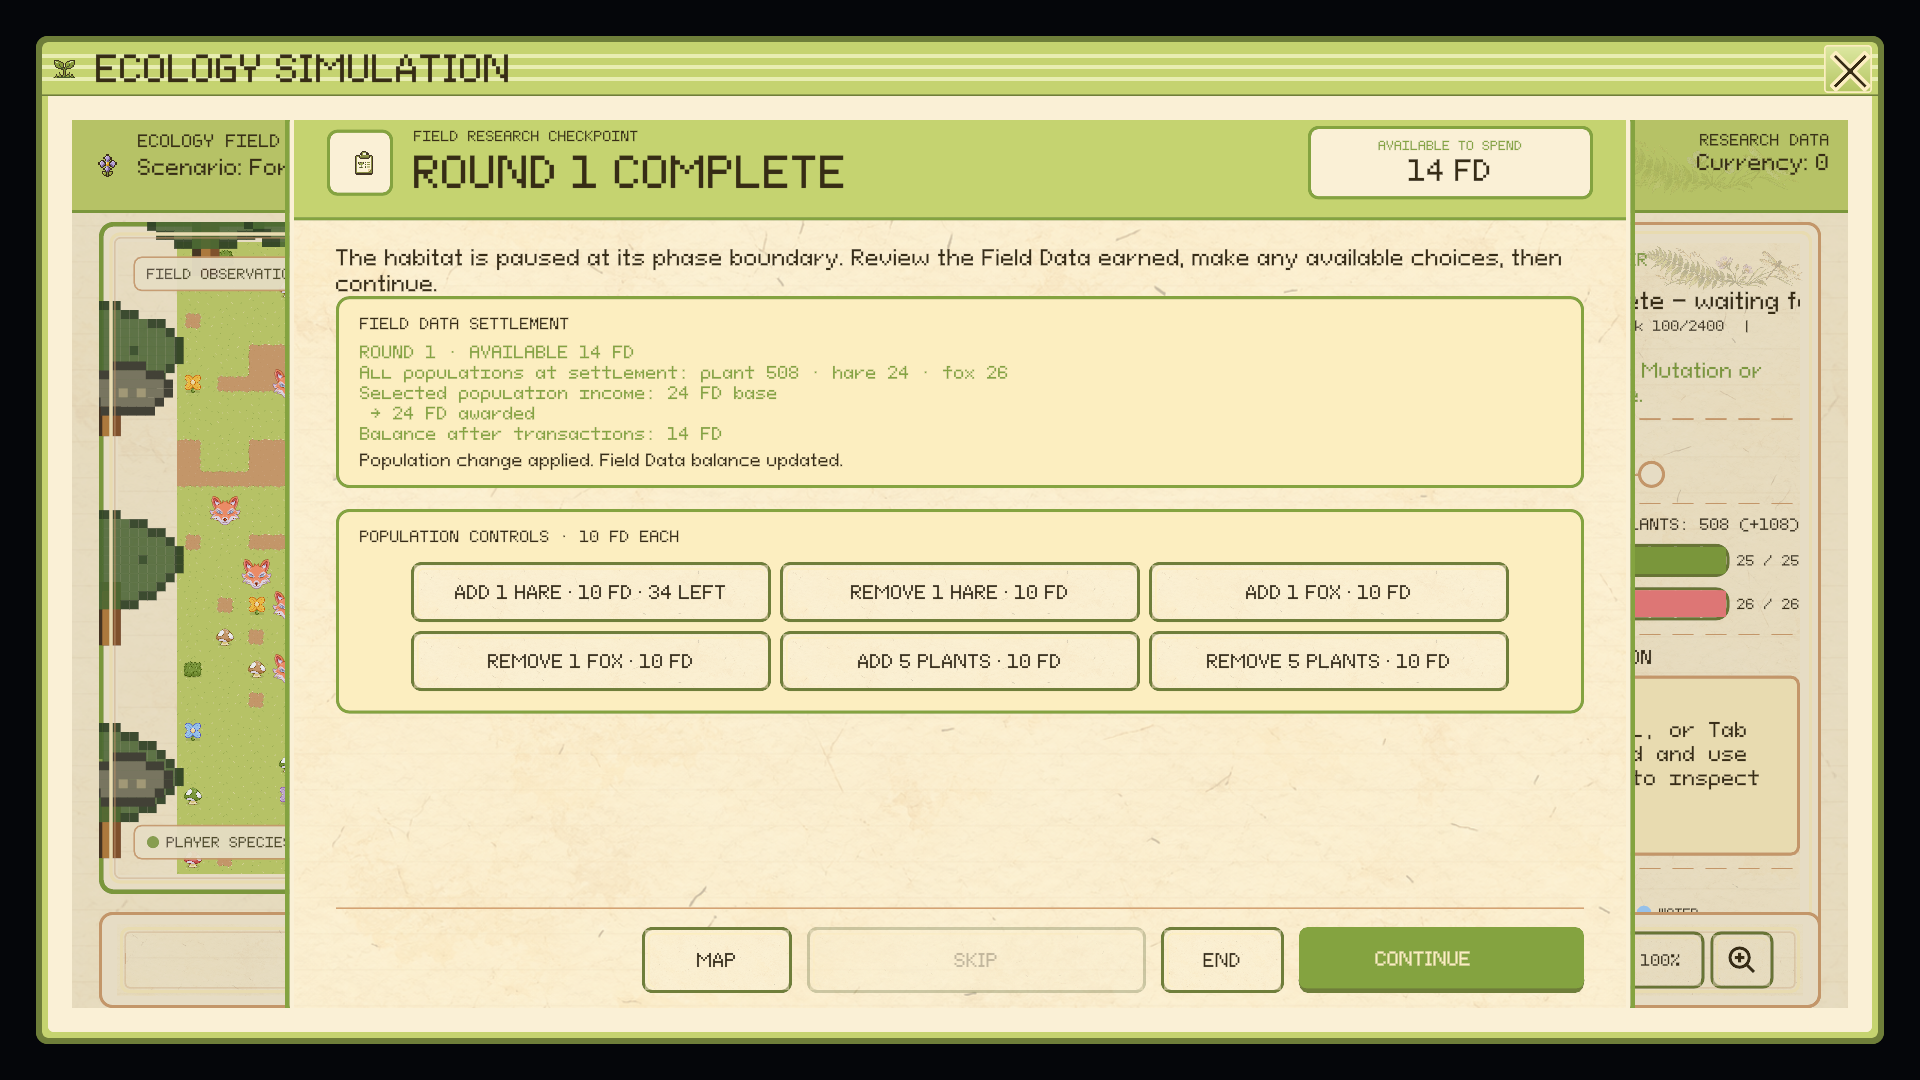 ECOLOGY SIMULATION
ECOLOGY FIELD
Scenario: For
FIELD RESEARCH CHECKPOINT
ROUND 1 COMPLETE
AVAILABLE TO SPEND
14 FD
RESEARCH DATA
Currency: 0
FIELD OBSERVATIO
The habitat is paused at its phase boundary. Review the Field Data earned, make any available choices, then
continue.
FIELD DATA SETTLEMENT
ROUND 1 · AVAILABLE 14 FD
All populations at settlement: plant 508 · hare 24 · fox 26
Selected population income: 24 FD base
→ 24 FD awarded
Balance after transactions: 14 FD
Population change applied. Field Data balance updated.
POPULATION CONTROLS · 10 FD EACH
ADD 1 HARE · 10 FD · 34 LEFT
REMOVE 1 HARE · 10 FD
ADD 1 FOX · 10 FD
REMOVE 1 FOX · 10 FD
ADD 5 PLANTS · 10 FD
REMOVE 5 PLANTS · 10 FD
PLAYER SPECIES
MAP
SKIP
END
CONTINUE
ete – waiting f
k 100/2400 |
Mutation or
LANTS: 508 (+108)
25 / 25
26 / 26
ON
L, or Tab
d and use
to inspect
100%